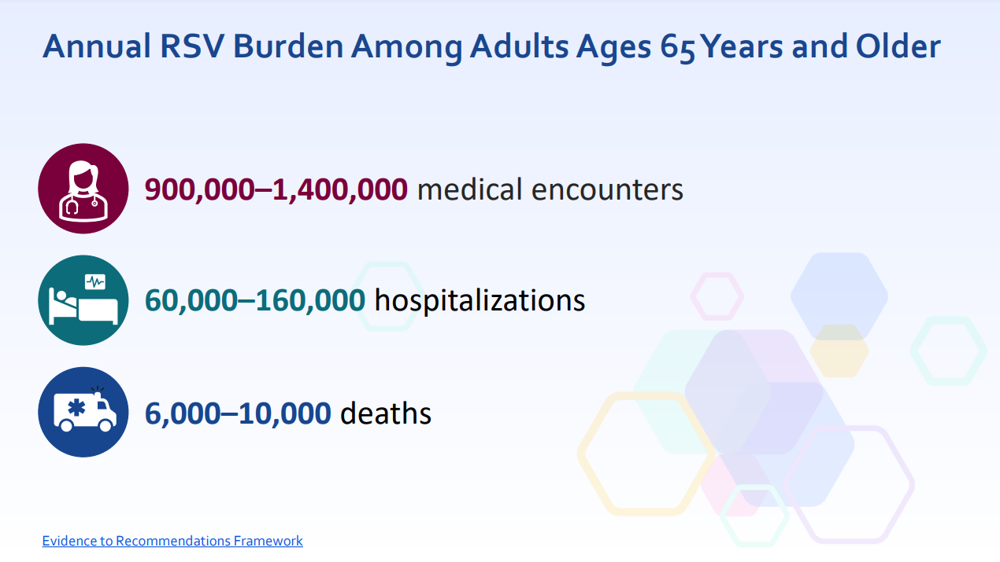 Annual RSV Burden Among Adults Ages 65 Years and Older
900,000–1,400,000 medical encounters
60,000–160,000 hospitalizations
6,000–10,000 deaths
Evidence to Recommendations Framework